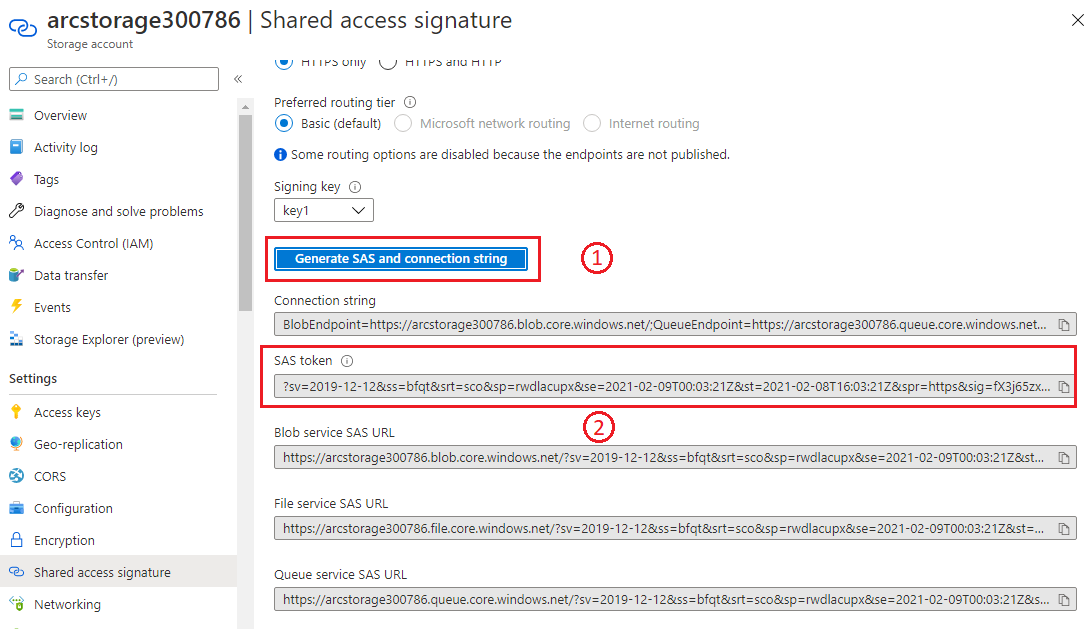 arcstorage300786 | Shared access signature
Storage account
Search (Ctrl+/)
«
Overview
Activity log
Tags
Diagnose and solve problems
Access Control (IAM)
Data transfer
Events
Storage Explorer (preview)
Settings
Access keys
Geo-replication
CORS
Configuration
Encryption
Shared access signature
Networking
HTTPS only HTTPS and HTTP
Preferred routing tier
Basic (default) Microsoft network routing Internet routing
Some routing options are disabled because the endpoints are not published.
Signing key
key1
Generate SAS and connection string
1
Connection string
BlobEndpoint=https://arcstorage300786.blob.core.windows.net/;QueueEndpoint=https://arcstorage300786.queue.core.windows.net...
SAS token
?sv=2019-12-12&ss=bfqt&srt=sco&sp=rwdlacupx&se=2021-02-09T00:03:21Z&st=2021-02-08T16:03:21Z&spr=https&sig=fX3j65zx...
2
Blob service SAS URL
https://arcstorage300786.blob.core.windows.net/?sv=2019-12-12&ss=bfqt&srt=sco&sp=rwdlacupx&se=2021-02-09T00:03:21Z&st...
File service SAS URL
https://arcstorage300786.file.core.windows.net/?sv=2019-12-12&ss=bfqt&srt=sco&sp=rwdlacupx&se=2021-02-09T00:03:21Z&st=...
Queue service SAS URL
https://arcstorage300786.queue.core.windows.net/?sv=2019-12-12&ss=bfqt&srt=sco&sp=rwdlacupx&se=2021-02-09T00:03:21Z&s...